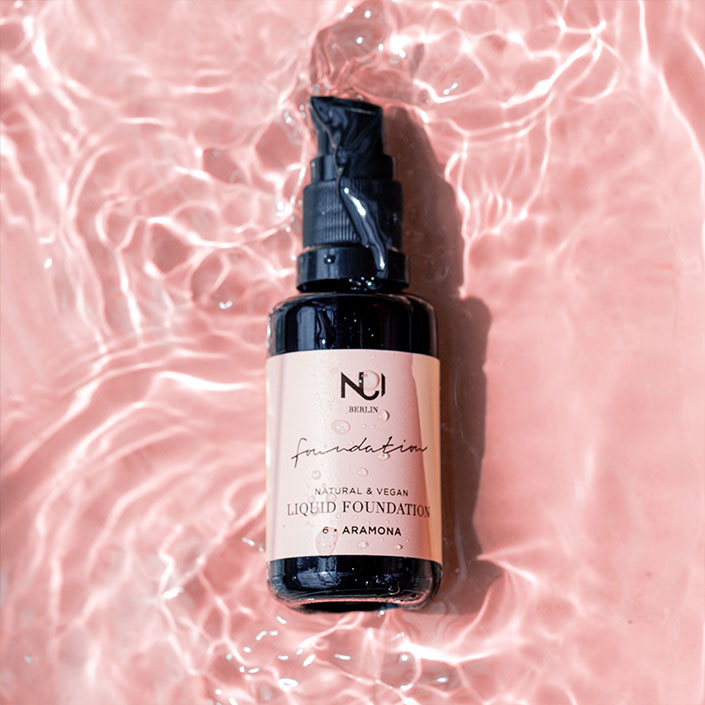 NUI
BERLIN
foundation
NATURAL & VEGAN
LIQUID FOUNDATION
6 • ARAMONA